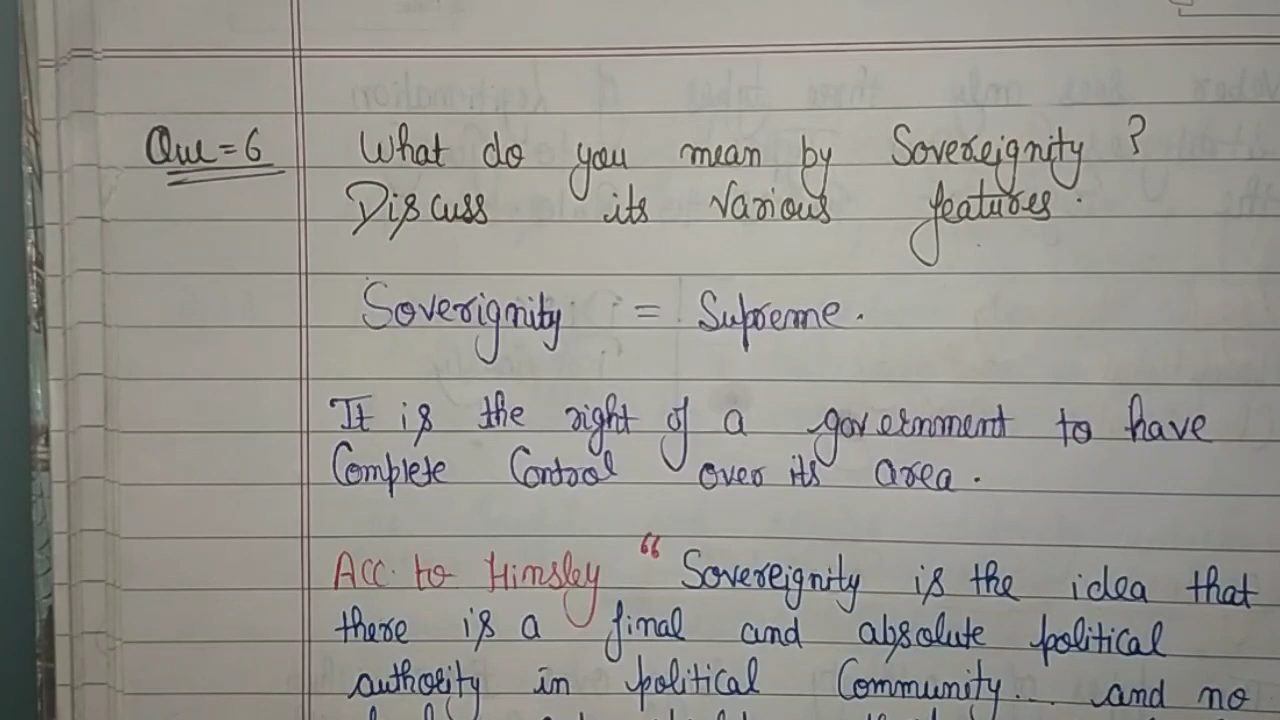 Que=6 What do you mean by Sovereignity ?
Discuss its various features.
Soverignity = Supreme.
It is the right of a government to have
Complete Control over its area.
Acc. to Hinsley “ Sovereignity is the idea that
there is a final and absolute political
authority in political Community... and no